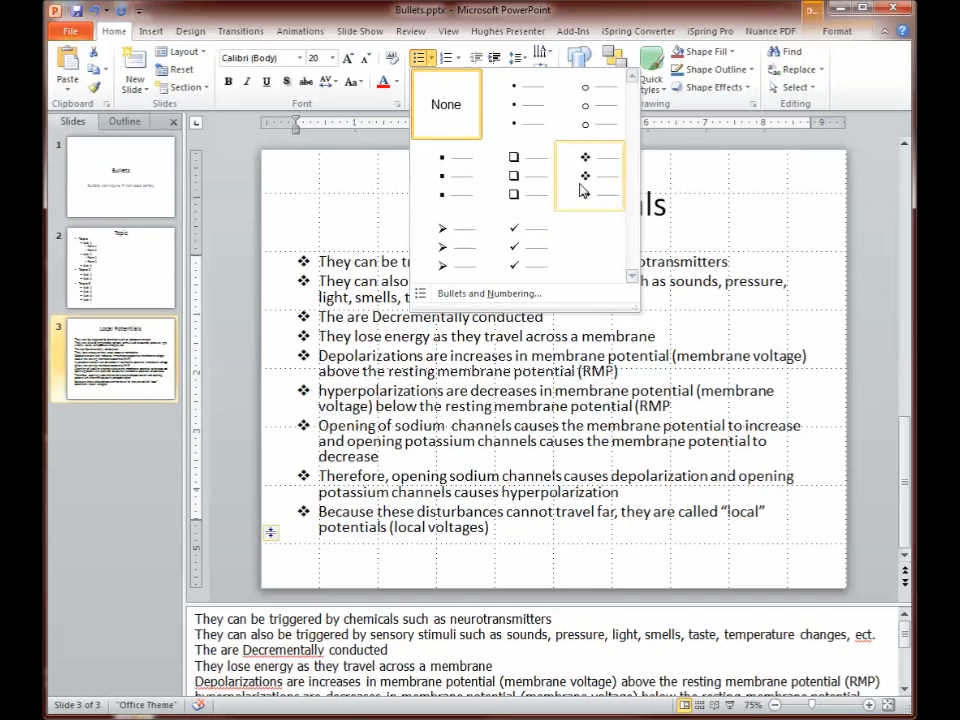 Bullets.pptx - Microsoft PowerPoint
File Home Insert Design Transitions Animations Slide Show Review View Hughes Presenter Add-Ins iSpring Converter iSpring Pro Nuance PDF Format
Paste
New
Slide
Layout
Reset
Section
Calibri (Body) 20
B I U S abc AV Aa A
Shape Fill
Shape Outline
Shape Effects
Quick
Styles
Find
Replace
Select
Clipboard Slides Font Drawing Editing
None
Bullets and Numbering...
Slides Outline
1
Bullets
2
Topic
3
Local Potentials
They can also
light, smells, t
h as sounds, pressure,
The are Decrementally conducted
They lose energy as they travel across a membrane
Depolarizations are increases in membrane potential (membrane voltage)
above the resting membrane potential (RMP)
hyperpolarizations are decreases in membrane potential (membrane
voltage) below the resting membrane potential (RMP
Opening of sodium channels causes the membrane potential to increase
and opening potassium channels causes the membrane potential to
decrease
Therefore, opening sodium channels causes depolarization and opening
potassium channels causes hyperpolarization
Because these disturbances cannot travel far, they are called “local”
potentials (local voltages)
They can be triggered by chemicals such as neurotransmitters
They can also be triggered by sensory stimuli such as sounds, pressure, light, smells, taste, temperature changes, ect.
The are Decrementally conducted
They lose energy as they travel across a membrane
Depolarizations are increases in membrane potential (membrane voltage) above the resting membrane potential (RMP)
Slide 3 of 3 "Office Theme" 75%